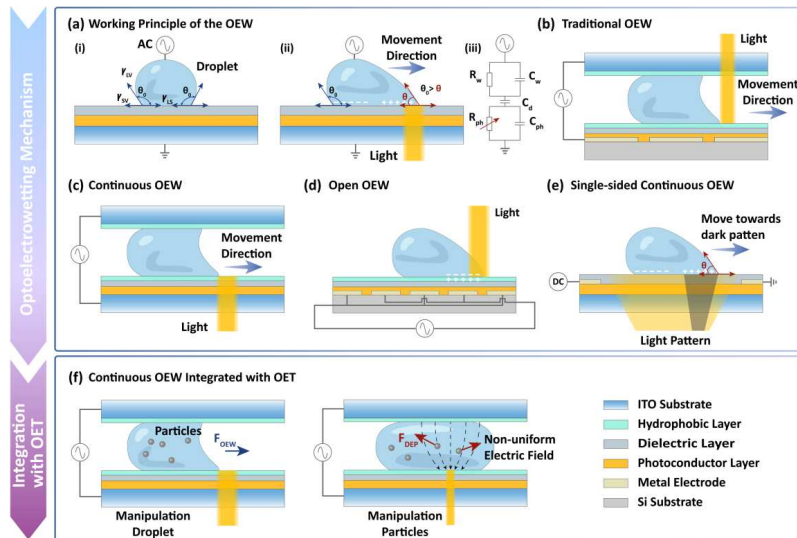 Optoelectrowetting Mechanism
Integration
with OET
(a) Working Principle of the OEW
(i)
AC
Droplet
γLV
θ0
θ0
γSV
γLS
(ii)
Movement
Direction
θ0
θ0> θ
θ
Light
(iii)
Rw
Cw
Cd
Rph
Cph
(b) Traditional OEW
Light
Movement
Direction
(c) Continuous OEW
Movement
Direction
Light
(d) Open OEW
Light
(e) Single-sided Continuous OEW
Move towards
dark patten
θ
DC
Light Pattern
(f) Continuous OEW Integrated with OET
Particles
FOEW
Manipulation
Droplet
FDEP
Non-uniform
Electric Field
Manipulation
Particles
ITO Substrate
Hydrophobic Layer
Dielectric Layer
Photoconductor Layer
Metal Electrode
Si Substrate